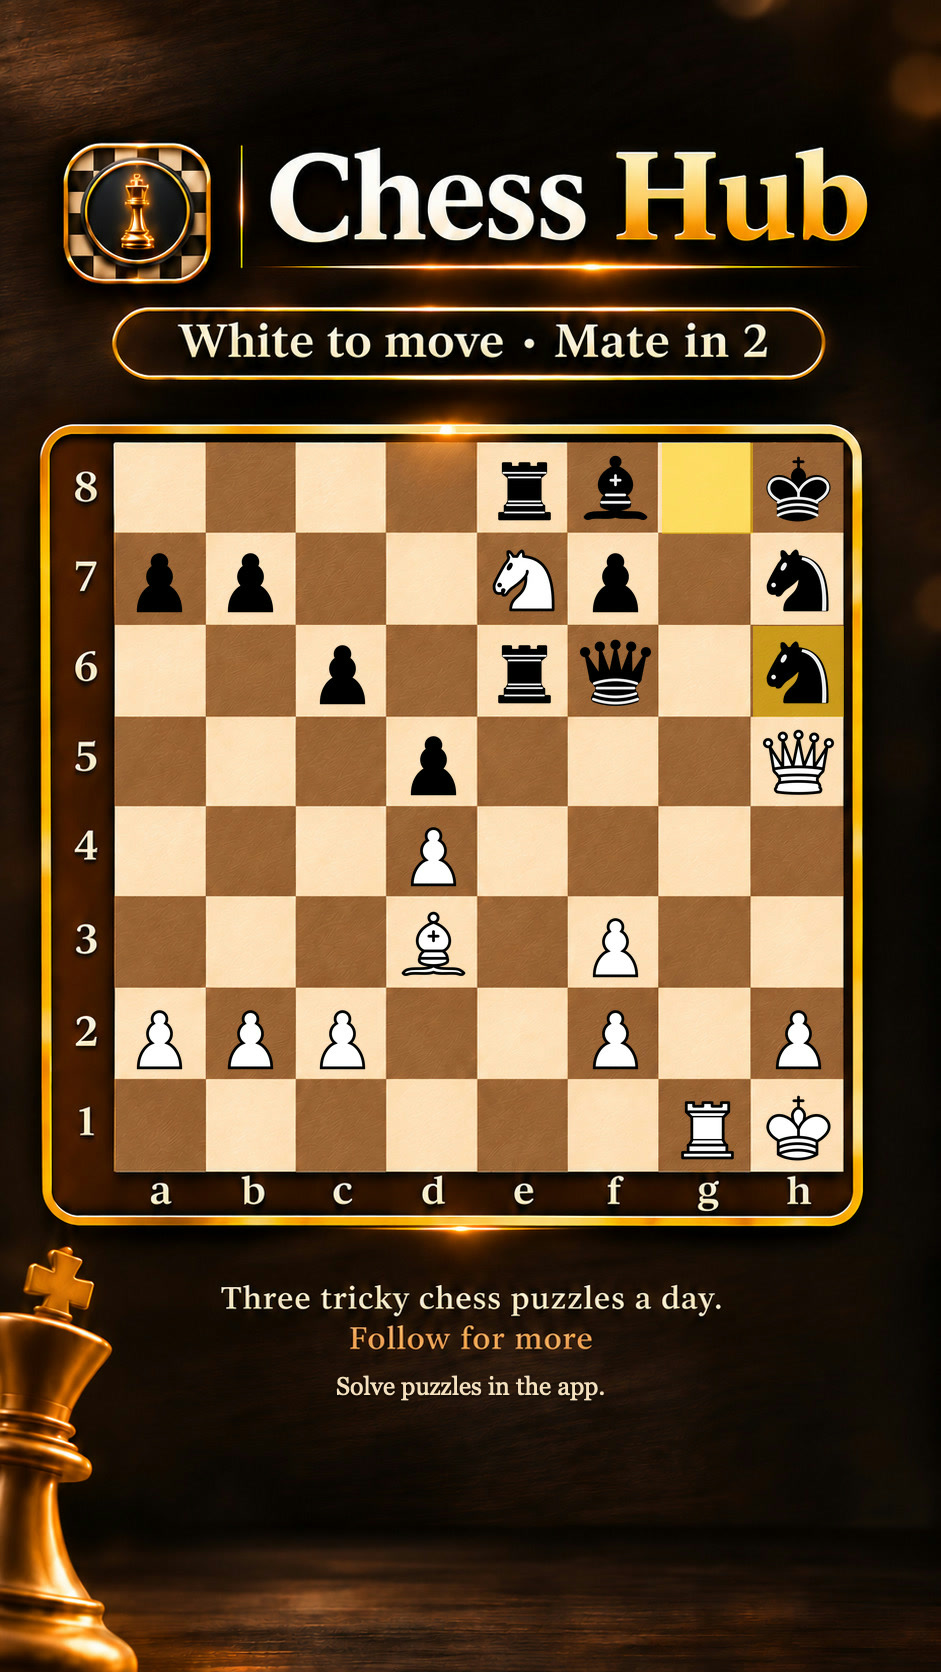 Chess Hub
White to move • Mate in 2
8
7
6
5
4
3
2
1
a b c d e f g h
Three tricky chess puzzles a day.
Follow for more
Solve puzzles in the app.